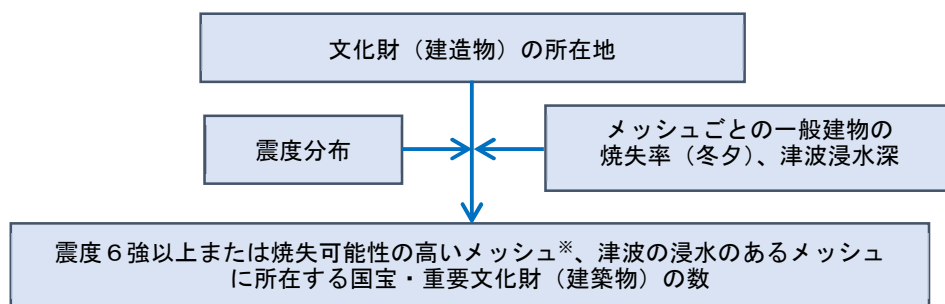 文化財（建造物）の所在地
震度分布
メッシュごとの一般建物の
焼失率（冬夕）、津波浸水深
震度６強以上または焼失可能性の高いメッシュ※、津波の浸水のあるメッシュ
に所在する国宝・重要文化財（建築物）の数